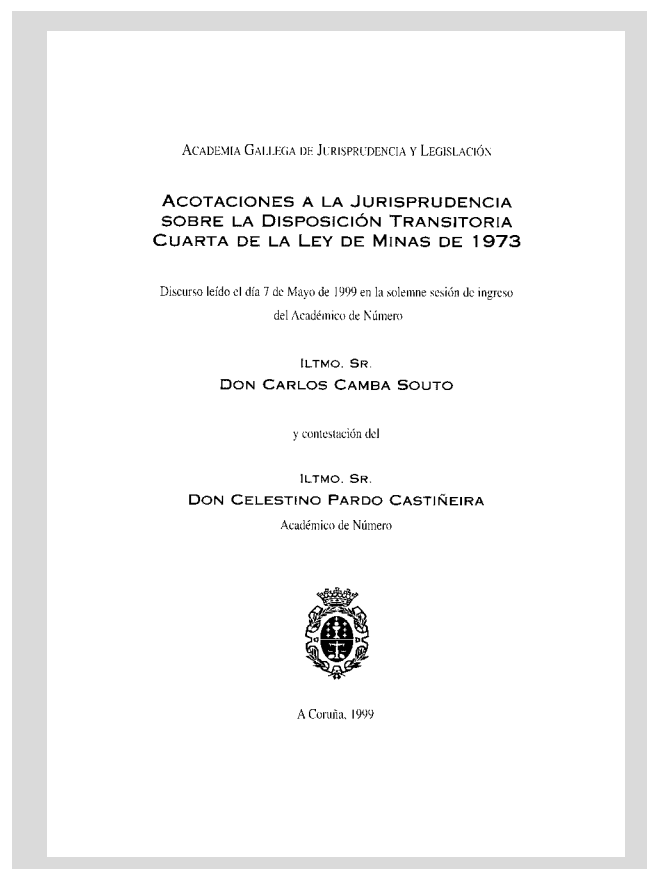 Academia Gallega de Jurisprudencia y Legislación
Acotaciones a la Jurisprudencia
sobre la Disposición Transitoria
Cuarta de la Ley de Minas de 1973
Discurso leído el día 7 de Mayo de 1999 en la solemne sesión de ingreso
del Académico de Número
Iltmo. Sr.
Don Carlos Camba Souto
y contestación del
Iltmo. Sr.
Don Celestino Pardo Castiñeira
Académico de Número
A Coruña, 1999